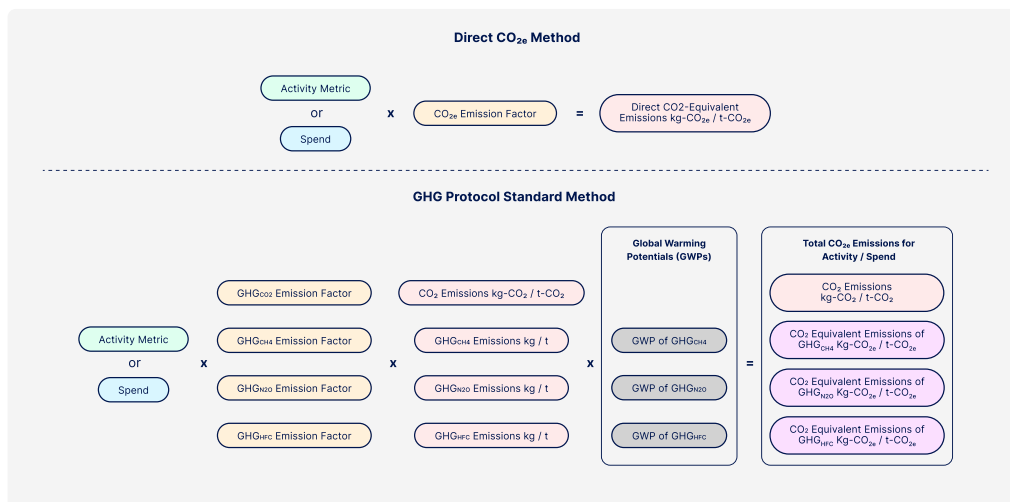 Direct CO₂ₑ Method
Activity Metric
or
Spend
x
CO₂ₑ Emission Factor
=
Direct CO2-Equivalent
Emissions kg-CO₂ₑ / t-CO₂ₑ
GHG Protocol Standard Method
Activity Metric
or
Spend
x
GHGCO2 Emission Factor
GHGCH4 Emission Factor
GHGN2O Emission Factor
GHGHFC Emission Factor
CO₂ Emissions kg-CO₂ / t-CO₂
GHGCH4 Emissions kg / t
GHGN2O Emissions kg / t
GHGHFC Emissions kg / t
x
x
Global Warming
Potentials (GWPs)
GWP of GHGCH4
GWP of GHGN2O
GWP of GHGHFC
=
Total CO₂ₑ Emissions for
Activity / Spend
CO₂ Emissions
kg-CO₂ / t-CO₂
CO₂ Equivalent Emissions of
GHGCH4 Kg-CO₂ₑ / t-CO₂ₑ
CO₂ Equivalent Emissions of
GHGN2O Kg-CO₂ₑ / t-CO₂ₑ
CO₂ Equivalent Emissions of
GHGHFC Kg-CO₂ₑ / t-CO₂ₑ